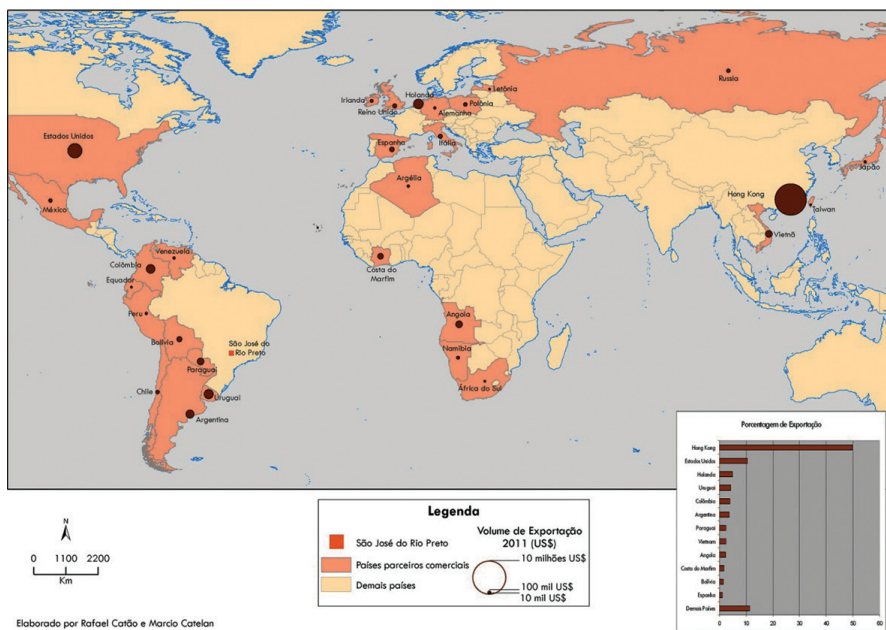 Estados Unidos
México
Venezuela
Colômbia
Equador
Peru
Bolívia
São José do
Rio Preto
Paraguai
Chile
Uruguai
Argentina
Irlanda
Reino Unido
Holanda
Letônia
Polônia
Alemanha
Espanha
Itália
Argélia
Costa do
Marfim
Angola
Namíbia
África do Sul
Russia
Japão
Hong Kong
Taiwan
Vietnã
Porcentagem de Exportação
Hong Kong
Estados Unidos
Holanda
Uruguai
Colômbia
Argentina
Paraguai
Vietnam
Angola
Costa do Marfim
Bolívia
Espanha
Demais Países
0 10 20 30 40 50 60
N
0 1100 2200
Km
Legenda
São José do Rio Preto
Países parceiros comerciais
Demais países
Volume de Exportação
2011 (US$)
10 milhões US$
100 mil US$
10 mil US$
Elaborado por Rafael Catão e Marcio Catelan